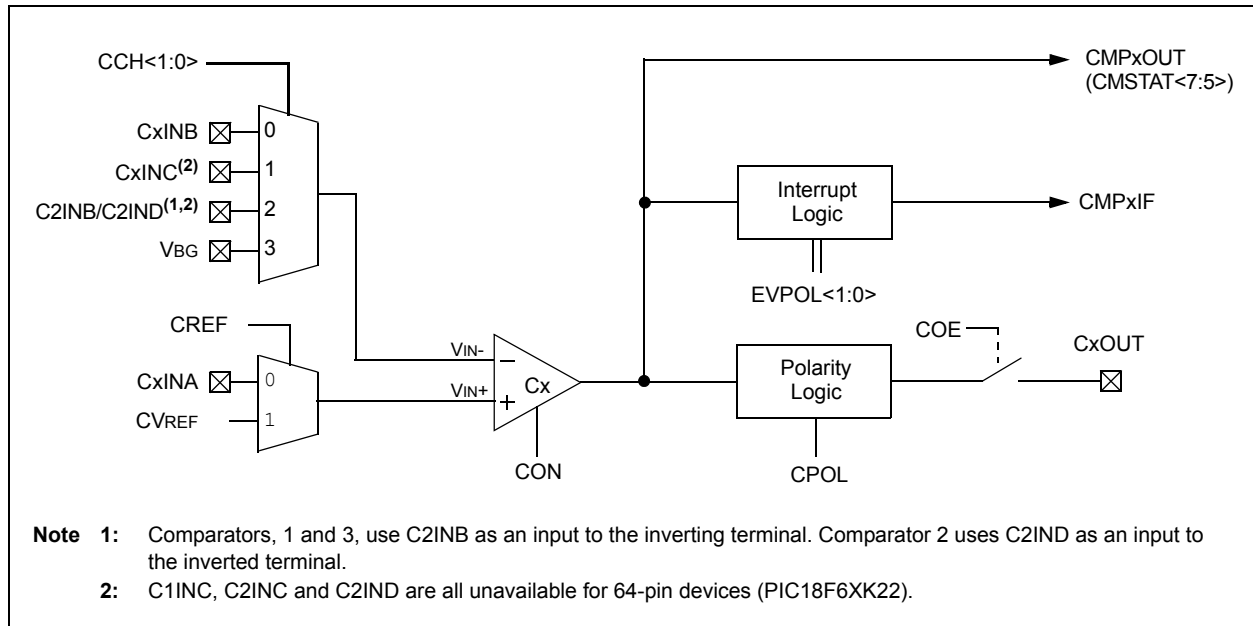 CCH<1:0>
CxINB
0
CxINC(2)
1
C2INB/C2IND(1,2)
2
VBG
3
CREF
CxINA
0
CVREF
1
VIN-
VIN+
–
+
Cx
CON
CMPxOUT
(CMSTAT<7:5>)
Interrupt
Logic
CMPxIF
EVPOL<1:0>
Polarity
Logic
COE
CxOUT
CPOL
Note 1: Comparators, 1 and 3, use C2INB as an input to the inverting terminal. Comparator 2 uses C2IND as an input to
the inverted terminal.
2: C1INC, C2INC and C2IND are all unavailable for 64-pin devices (PIC18F6XK22).